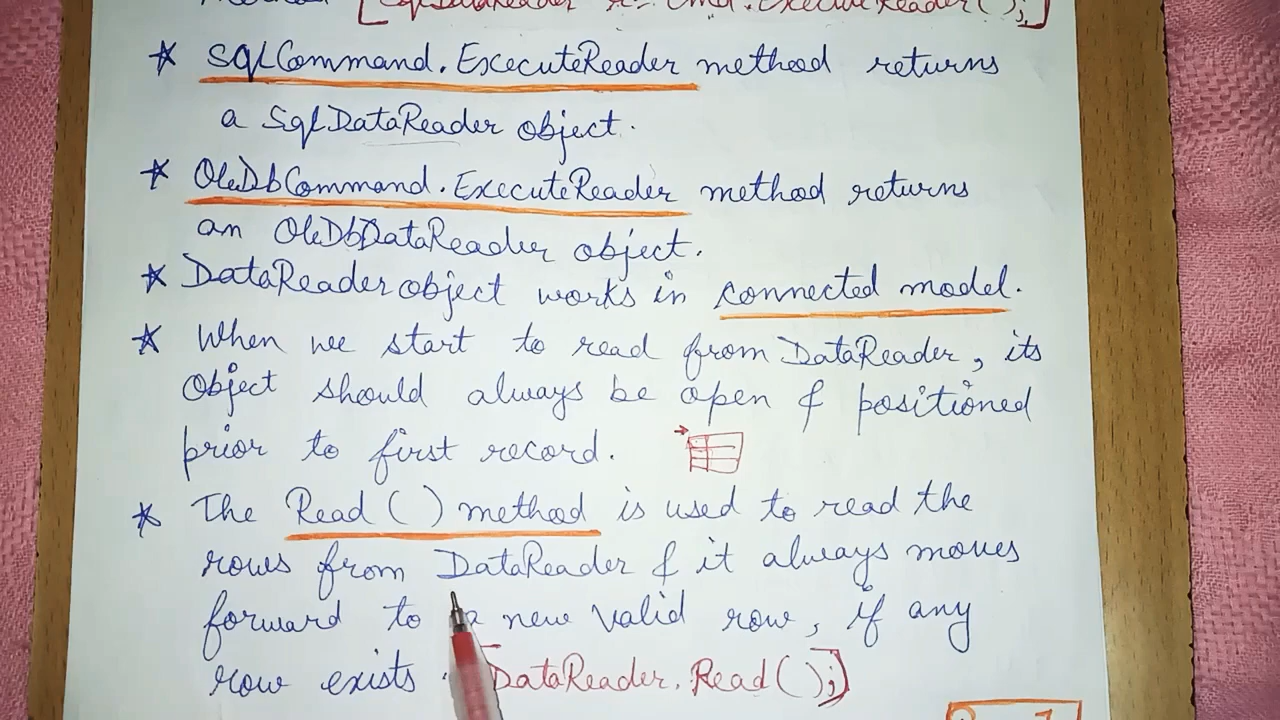 [SqlDataReader r = cmd.ExecuteReader();]
* SqlCommand.ExecuteReader method returns
a SqlDataReader object.
* OleDbCommand.ExecuteReader method returns
an OleDbDataReader object.
* DataReader object works in connected model.
* When we start to read from DataReader, its
object should always be open & positioned
prior to first record.
* The Read() method is used to read the
rows from DataReader & it always moves
forward to a new valid row, if any
row exists. [DataReader.Read();]